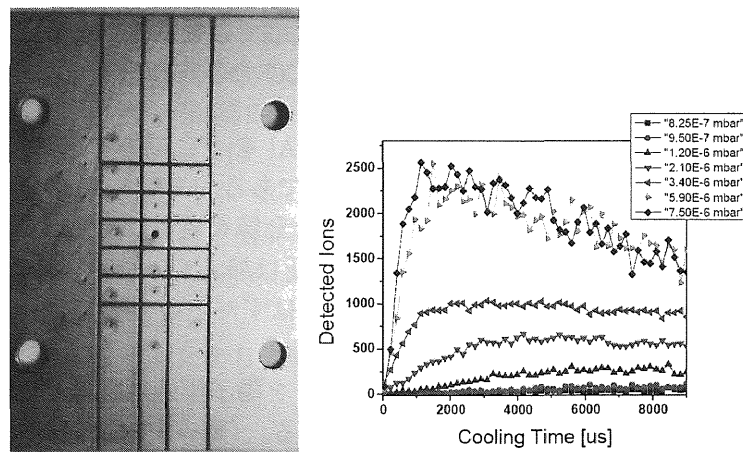 "8.25E-7 mbar"
"9.50E-7 mbar"
"1.20E-6 mbar"
"2.10E-6 mbar"
"3.40E-6 mbar"
"5.90E-6 mbar"
"7.50E-6 mbar"
2500
2000
1500
1000
500
0
Detected Ions
0 2000 4000 6000 8000
Cooling Time [us]